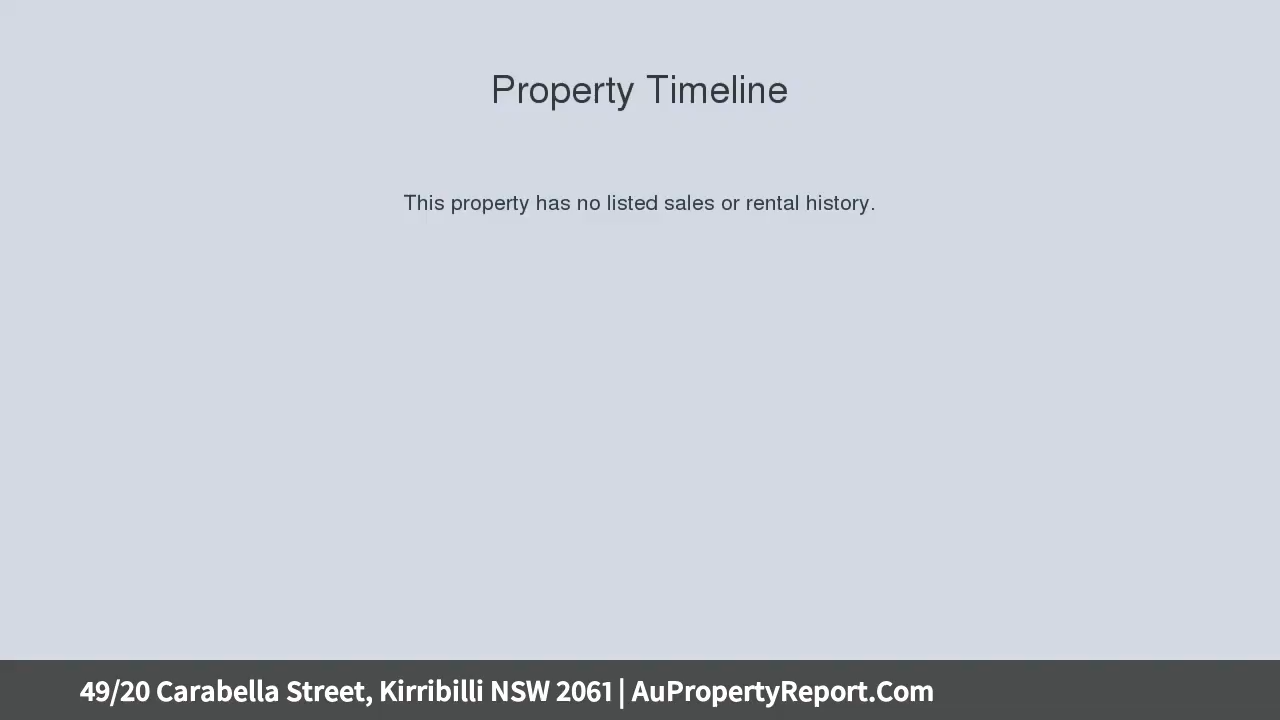 Property Timeline
This property has no listed sales or rental history.
49/20 Carabella Street, Kirribilli NSW 2061 | AuPropertyReport.Com